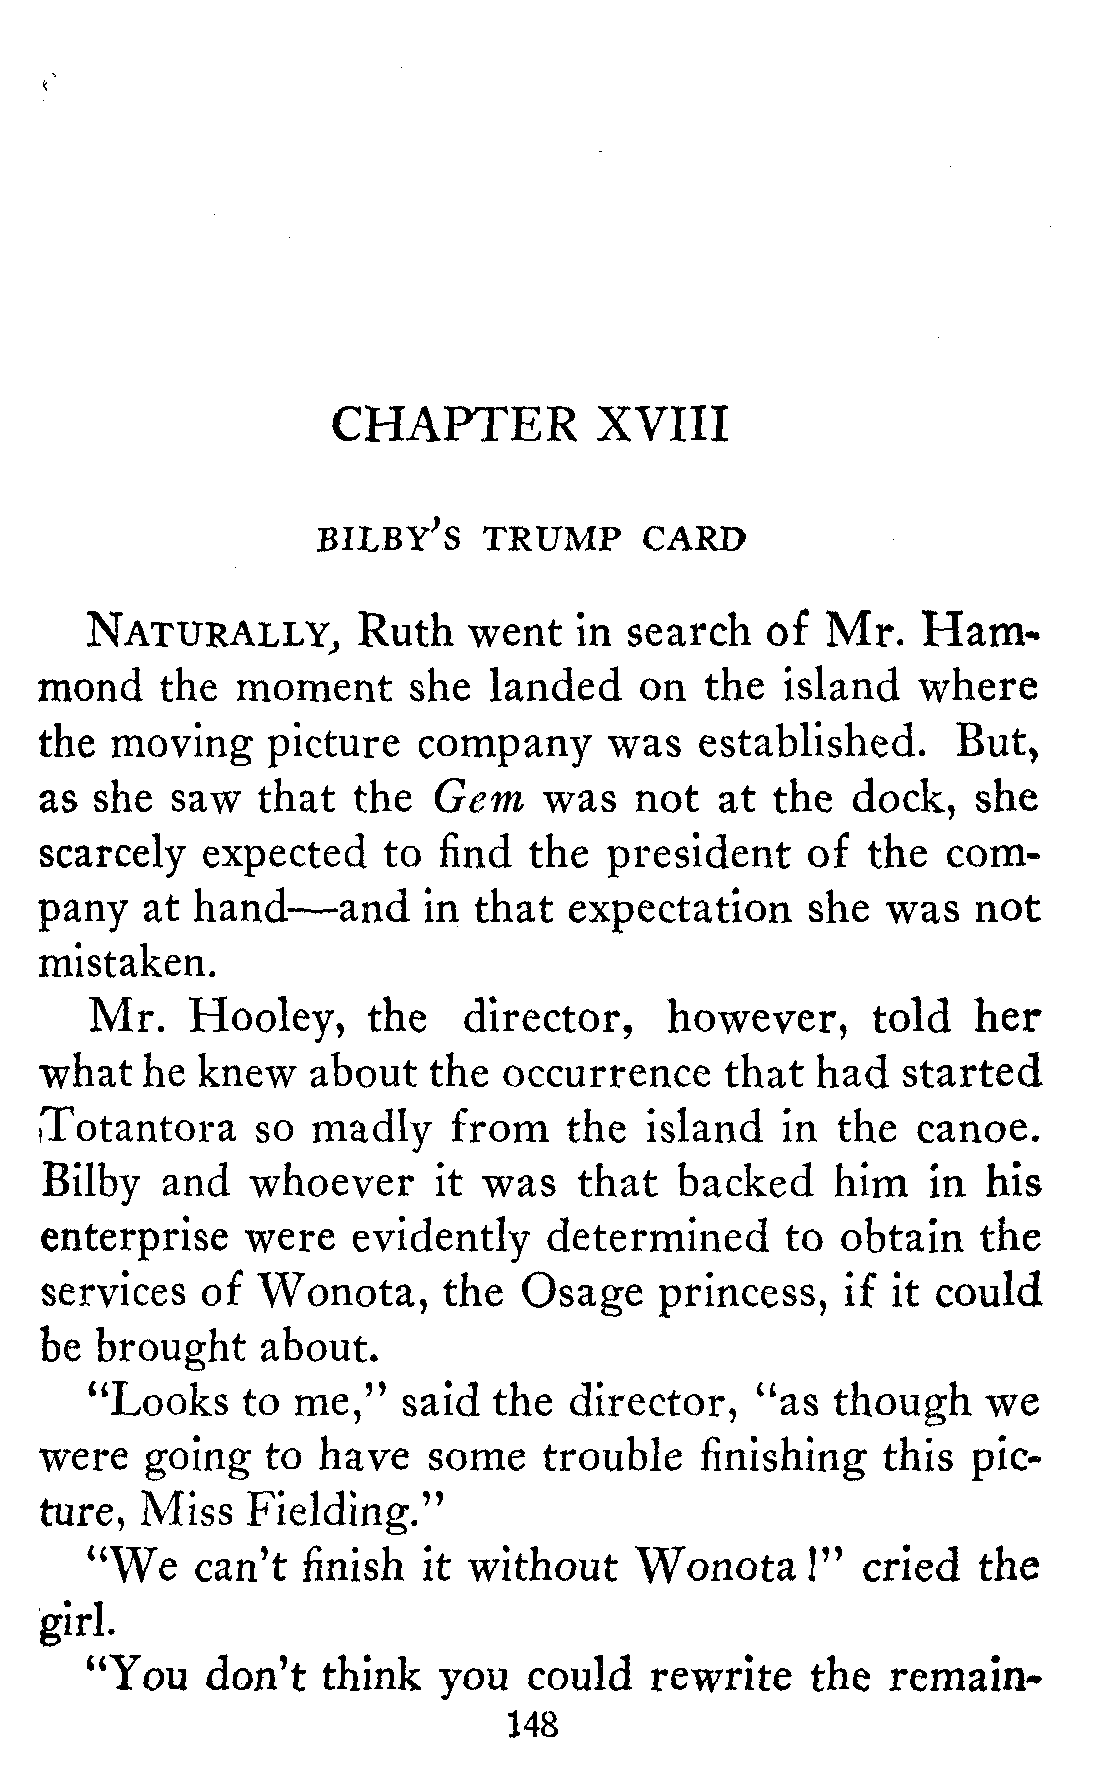 CHAPTER XVIII
BILBY'S TRUMP CARD
NATURALLY, Ruth went in search of Mr. Ham-
mond the moment she landed on the island where
the moving picture company was established. But,
as she saw that the Gem was not at the dock, she
scarcely expected to find the president of the com-
pany at hand—and in that expectation she was not
mistaken.
Mr. Hooley, the director, however, told her
what he knew about the occurrence that had started
Totantora so madly from the island in the canoe.
Bilby and whoever it was that backed him in his
enterprise were evidently determined to obtain the
services of Wonota, the Osage princess, if it could
be brought about.
"Looks to me," said the director, "as though we
were going to have some trouble finishing this pic-
ture, Miss Fielding."
"We can't finish it without Wonota!" cried the
girl.
"You don't think you could rewrite the remain-
148